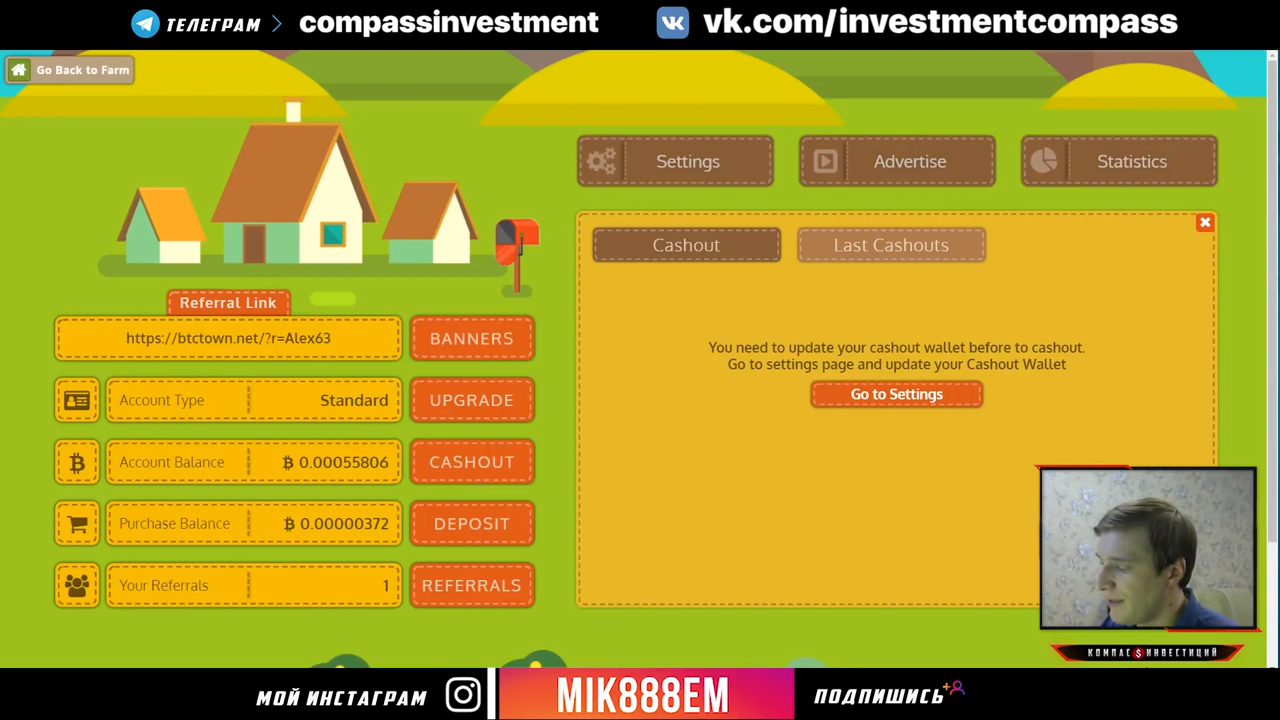 ТЕЛЕГРАМ > compassinvestment
vk.com/investmentcompass
Go Back to Farm
Settings
Advertise
Statistics
Cashout
Last Cashouts
You need to update your cashout wallet before to cashout.
Go to settings page and update your Cashout Wallet
Go to Settings
Referral Link
https://btctown.net/?r=Alex63
BANNERS
Account Type
Standard
UPGRADE
Account Balance
₿ 0.00055806
CASHOUT
Purchase Balance
₿ 0.00000372
DEPOSIT
Your Referrals
1
REFERRALS
КОМПАС $ ИНВЕСТИЦИЙ
МОЙ ИНСТАГРАМ
MIK888EM
ПОДПИШИСЬ